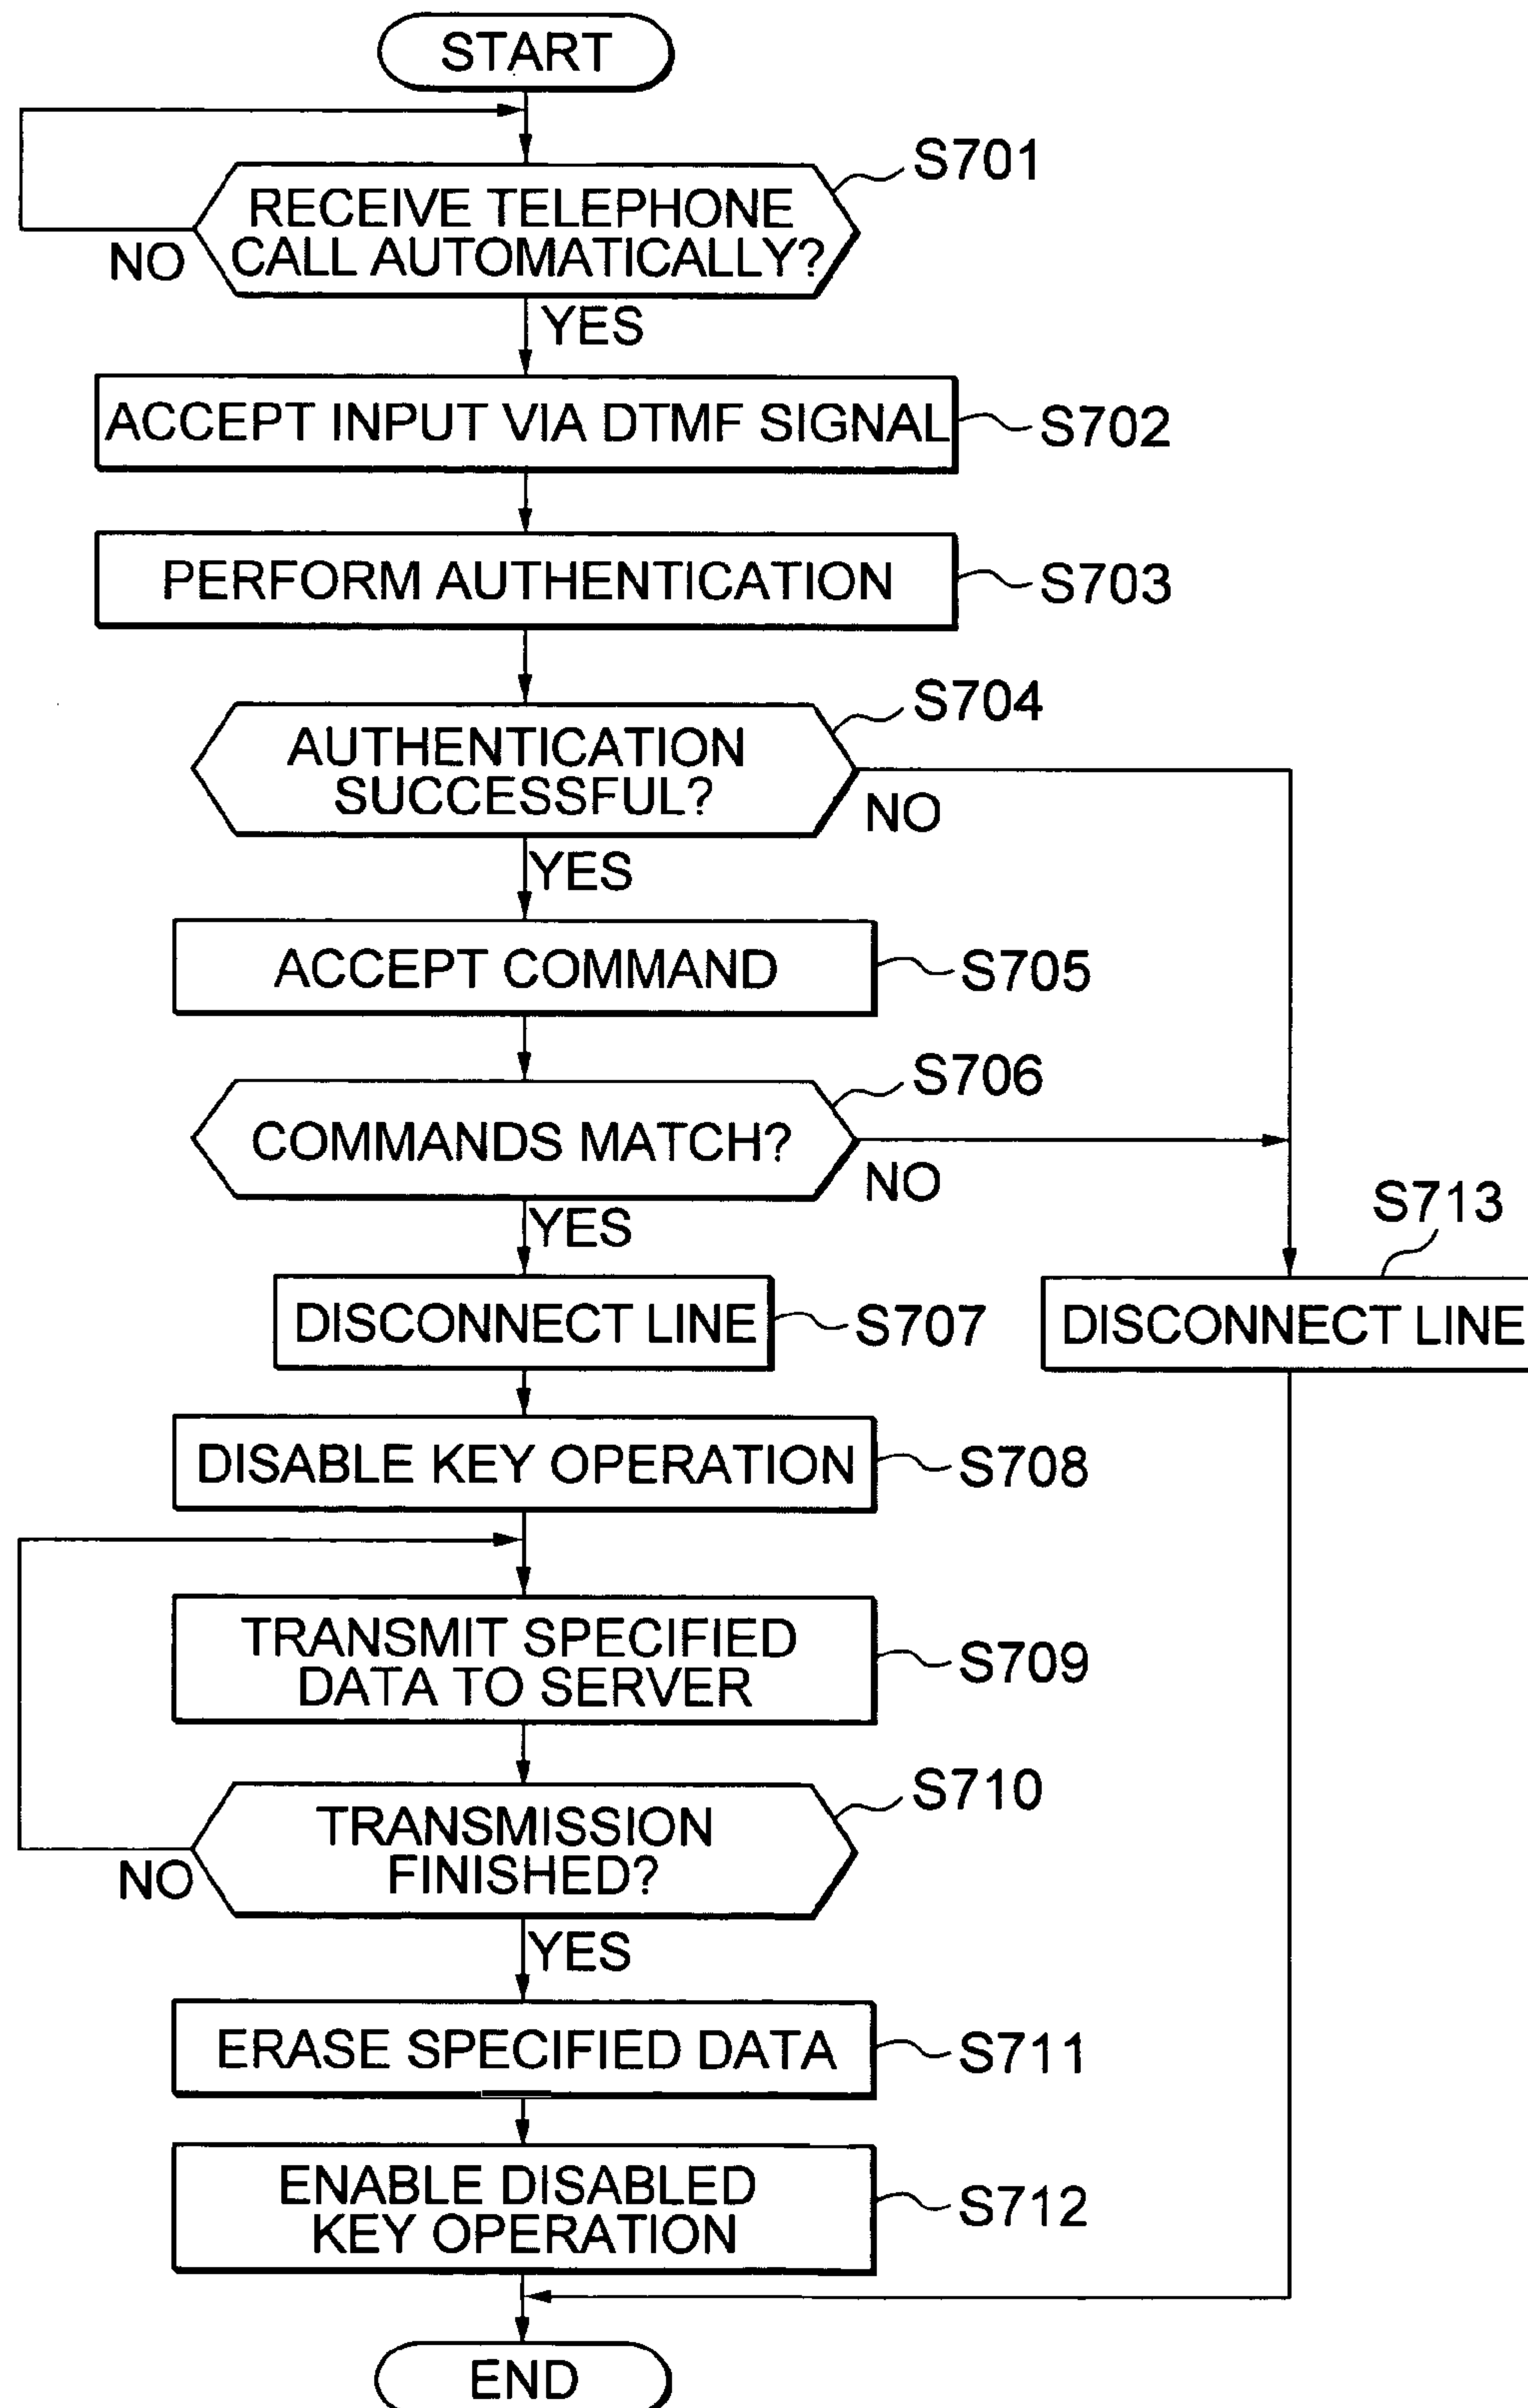 START
S701
RECEIVE TELEPHONE
CALL AUTOMATICALLY?
NO
YES
ACCEPT INPUT VIA DTMF SIGNAL
S702
PERFORM AUTHENTICATION
S703
S704
AUTHENTICATION
SUCCESSFUL?
NO
YES
ACCEPT COMMAND
S705
S706
COMMANDS MATCH?
NO
YES
S713
DISCONNECT LINE
S707
DISCONNECT LINE
DISABLE KEY OPERATION
S708
TRANSMIT SPECIFIED
DATA TO SERVER
S709
S710
TRANSMISSION
FINISHED?
NO
YES
ERASE SPECIFIED DATA
S711
ENABLE DISABLED
KEY OPERATION
S712
END